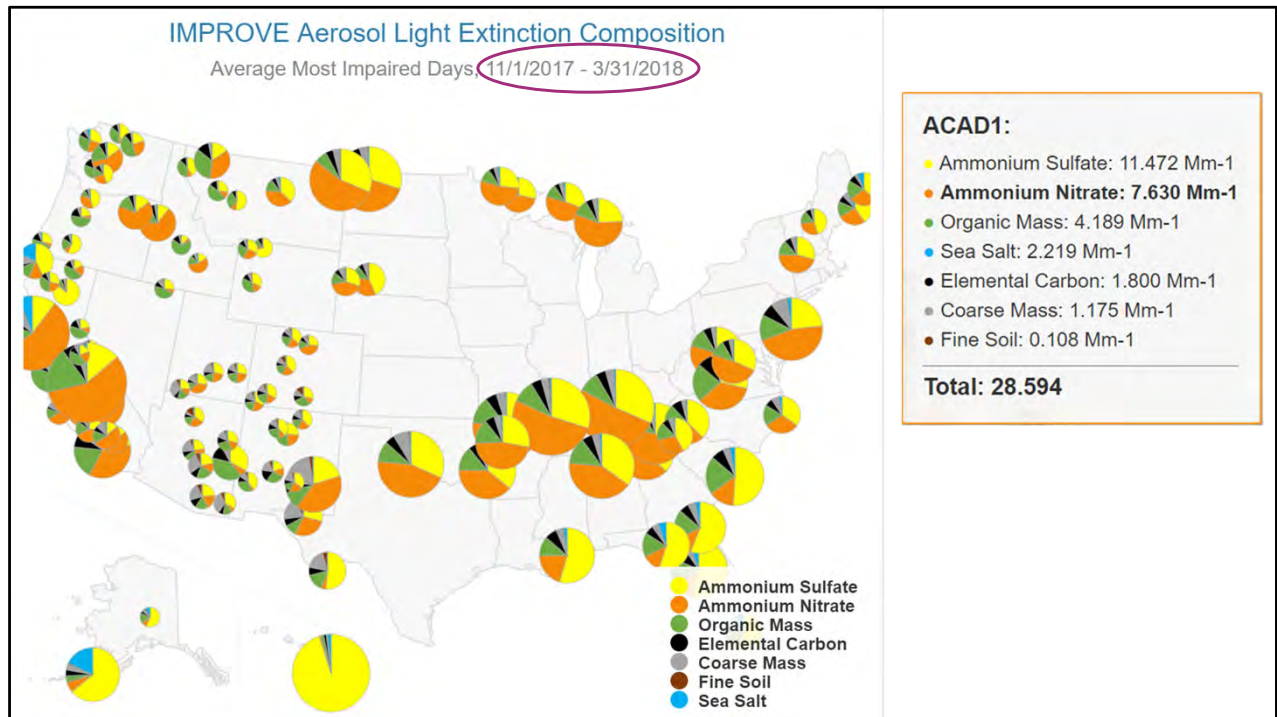 IMPROVE Aerosol Light Extinction Composition
Average Most Impaired Days, 11/1/2017 - 3/31/2018
ACAD1:
Ammonium Sulfate: 11.472 Mm-1
Ammonium Nitrate: 7.630 Mm-1
Organic Mass: 4.189 Mm-1
Sea Salt: 2.219 Mm-1
Elemental Carbon: 1.800 Mm-1
Coarse Mass: 1.175 Mm-1
Fine Soil: 0.108 Mm-1
Total: 28.594
Ammonium Sulfate
Ammonium Nitrate
Organic Mass
Elemental Carbon
Coarse Mass
Fine Soil
Sea Salt